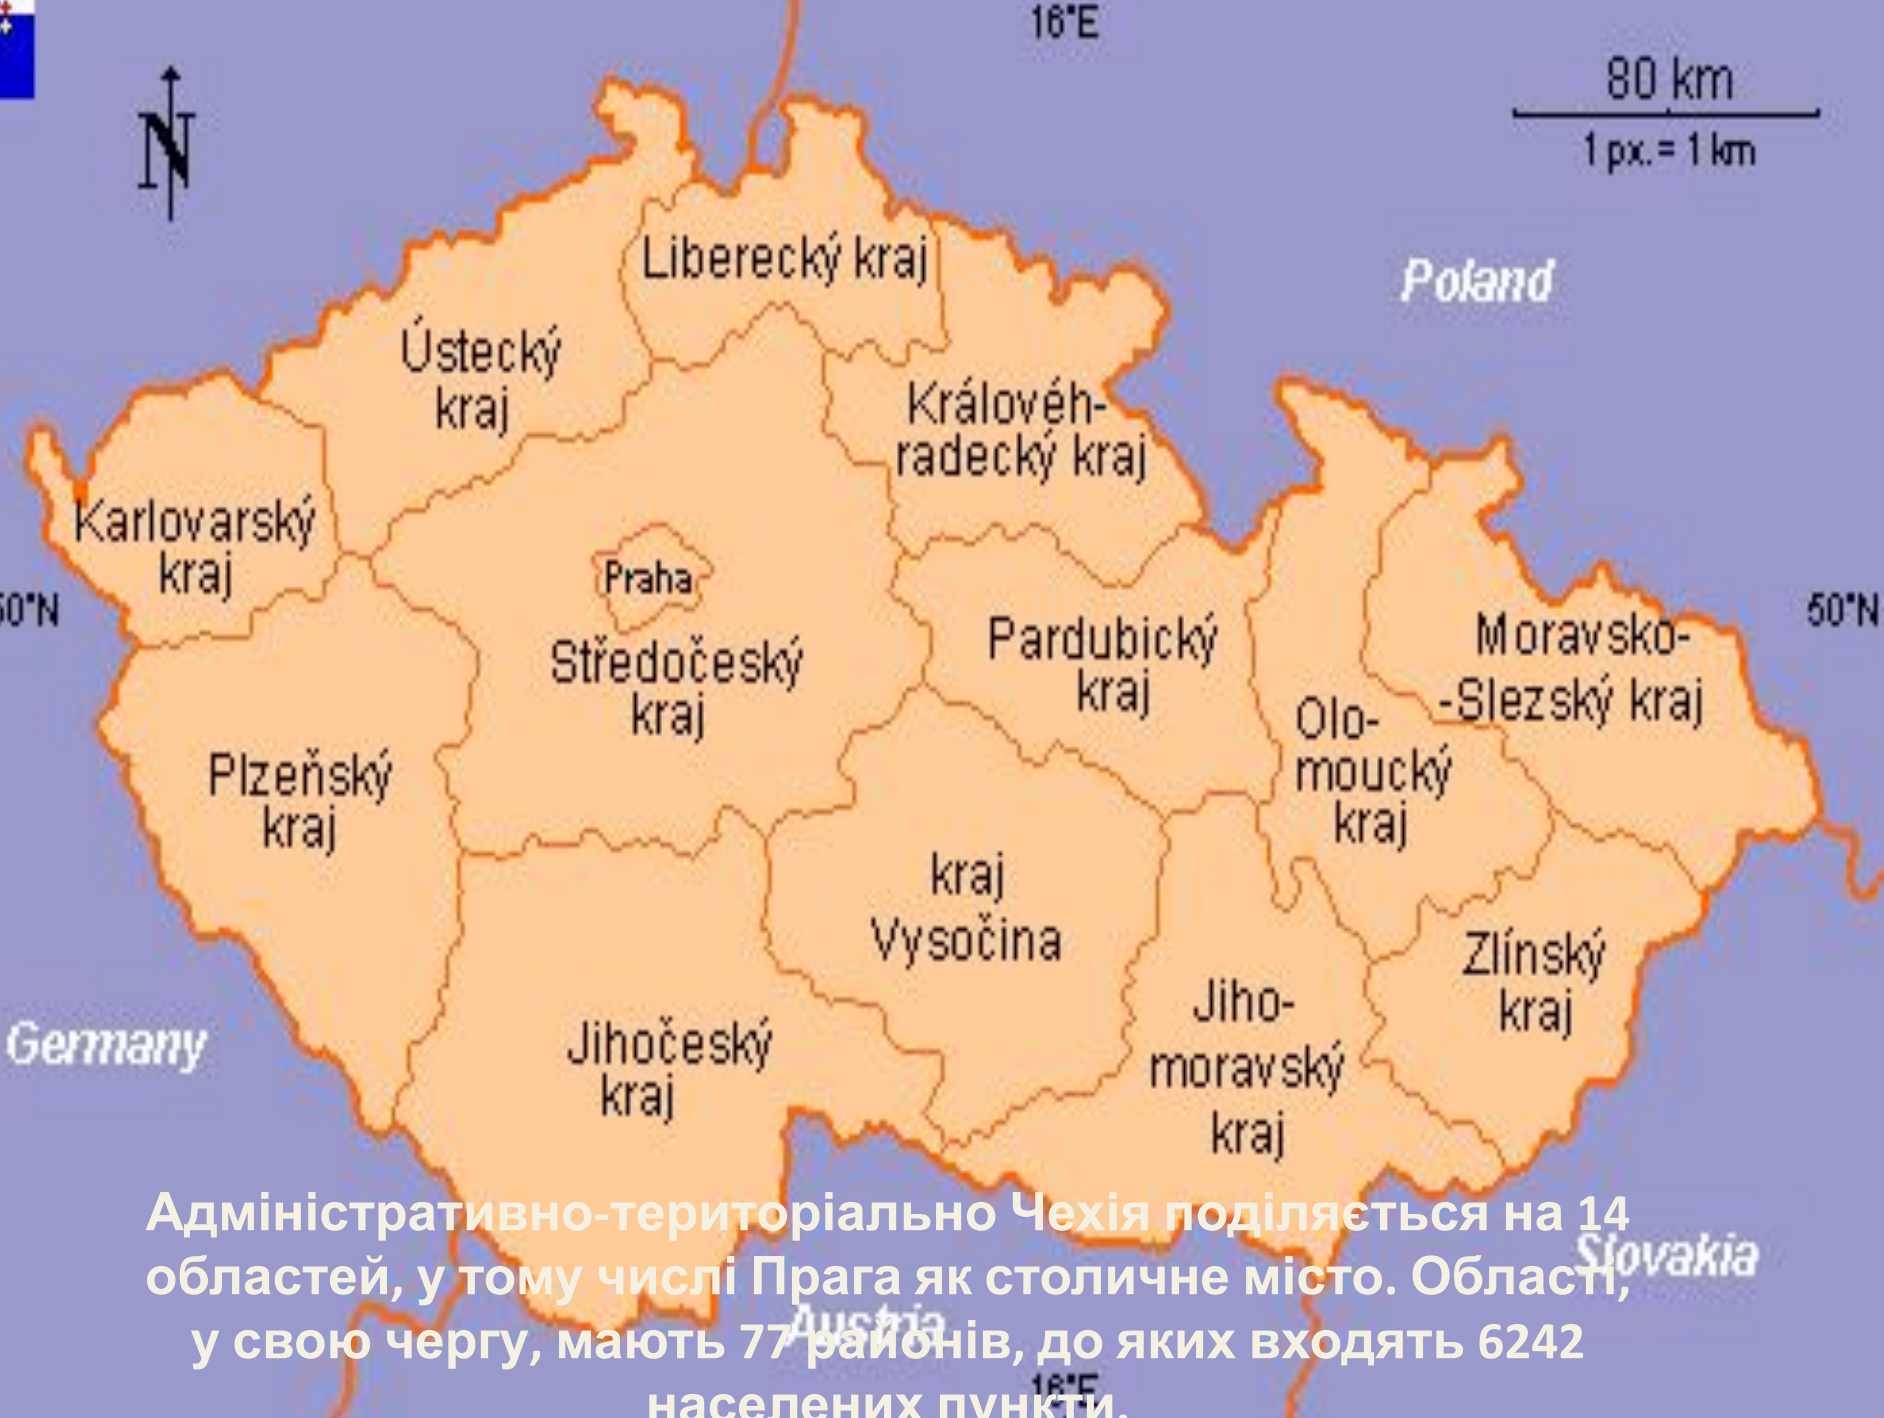 16°E
80 km
1 px. = 1 km
N
Liberecký kraj
Poland
Ústecký
kraj
Královéh-
radecký kraj
Karlovarský
kraj
Praha
50°N
Středočeský
kraj
Pardubický
kraj
Moravsko-
-Slezský kraj
Olo-
moucký
kraj
Plzeňský
kraj
kraj
Vysočina
Zlínský
kraj
Jiho-
moravský
kraj
Germany
Jihočeský
kraj
Адміністративно-територіально Чехія поділяється на 14
областей, у тому числі Прага як столичне місто. Області,
у свою чергу, мають 77 районів, до яких входять 6242
населених пункти.
Slovakia
Austria
16°E